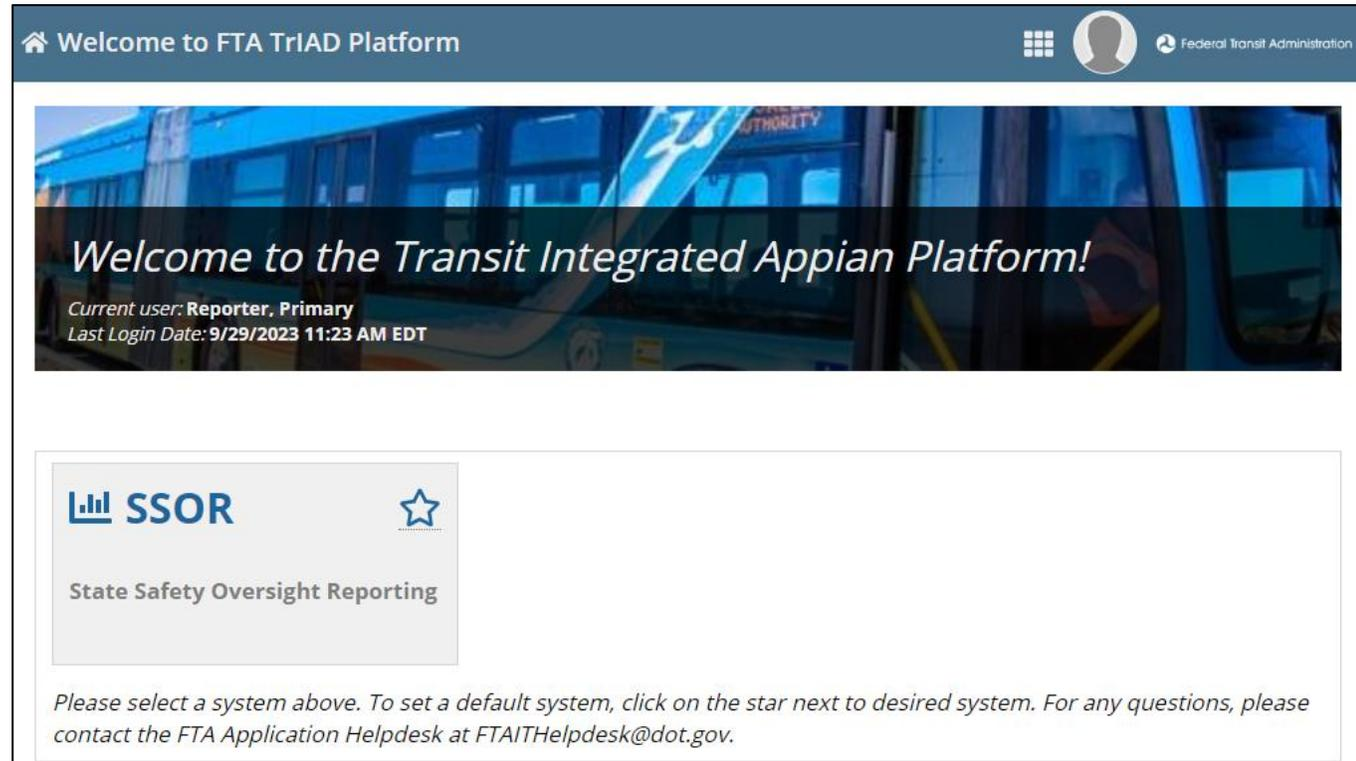 Welcome to FTA TrIAD Platform
Federal Transit Administration
AUTHORITY
Welcome to the Transit Integrated Appian Platform!
Current user: Reporter, Primary
Last Login Date: 9/29/2023 11:23 AM EDT
SSOR
State Safety Oversight Reporting
Please select a system above. To set a default system, click on the star next to desired system. For any questions, please
contact the FTA Application Helpdesk at FTAITHelpdesk@dot.gov.